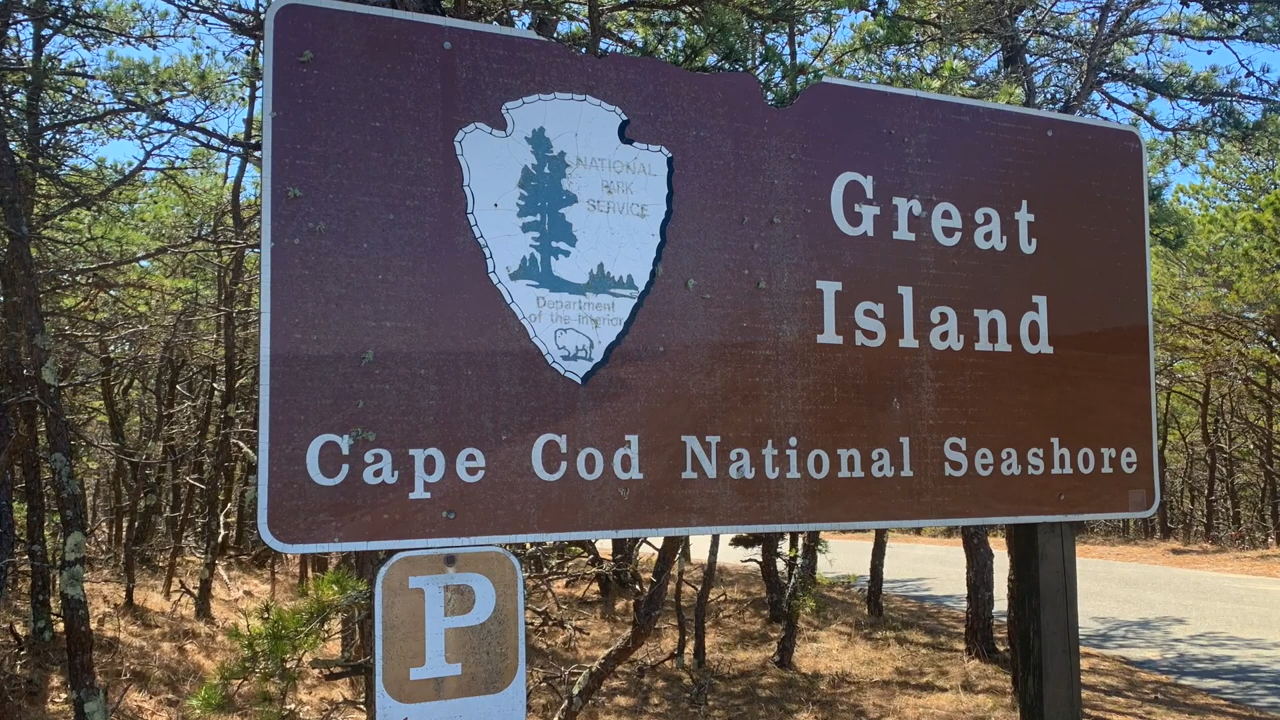 NATIONAL
PARK
SERVICE
Department
of the Interior
Great
Island
Cape Cod National Seashore
P